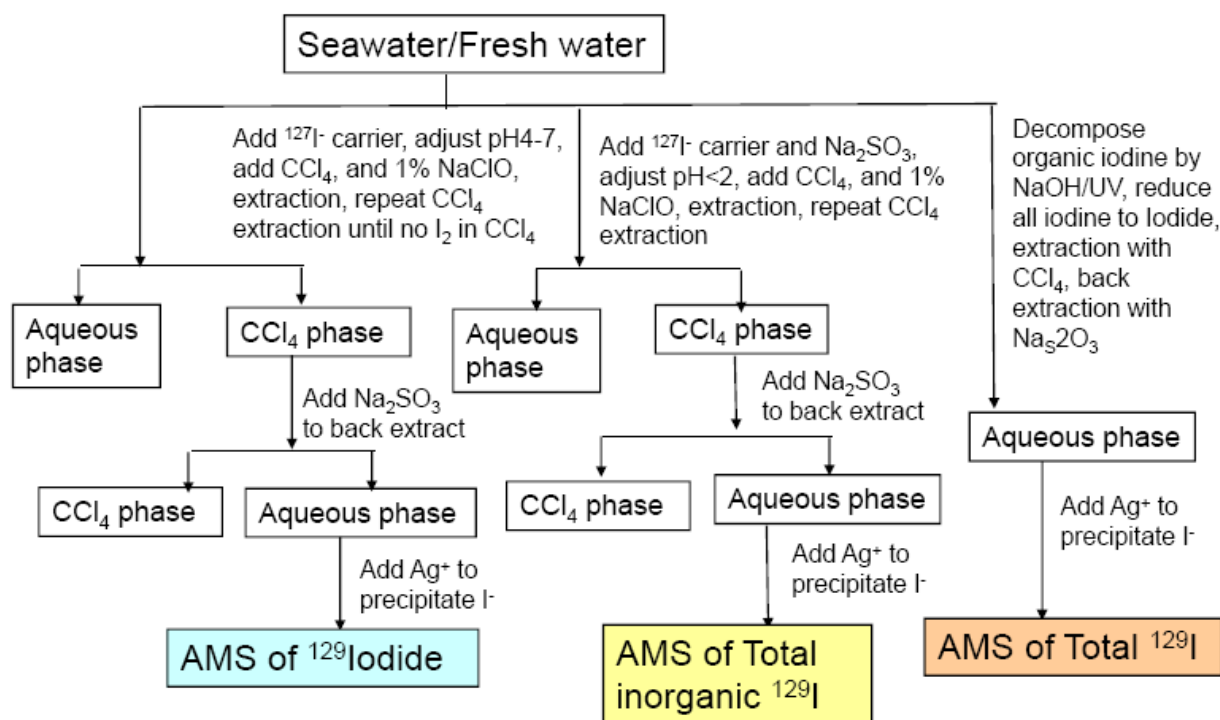 Seawater/Fresh water
Add ¹²⁷I⁻ carrier, adjust pH4-7,
add CCl₄, and 1% NaClO,
extraction, repeat CCl₄
extraction until no I₂ in CCl₄
Add ¹²⁷I⁻ carrier and Na₂SO₃,
adjust pH<2, add CCl₄, and 1%
NaClO, extraction, repeat CCl₄
extraction
Decompose
organic iodine by
NaOH/UV, reduce
all iodine to Iodide,
extraction with
CCl₄, back
extraction with
Naₛ2O₃
Aqueous
phase
CCl₄ phase
Aqueous
phase
CCl₄ phase
Add Na₂SO₃
to back extract
Add Na₂SO₃
to back extract
Aqueous phase
CCl₄ phase
Aqueous phase
CCl₄ phase
Aqueous phase
Add Ag⁺ to
precipitate I⁻
Add Ag⁺ to
precipitate I⁻
Add Ag⁺ to
precipitate I⁻
AMS of ¹²⁹Iodide
AMS of Total
inorganic ¹²⁹I
AMS of Total ¹²⁹I